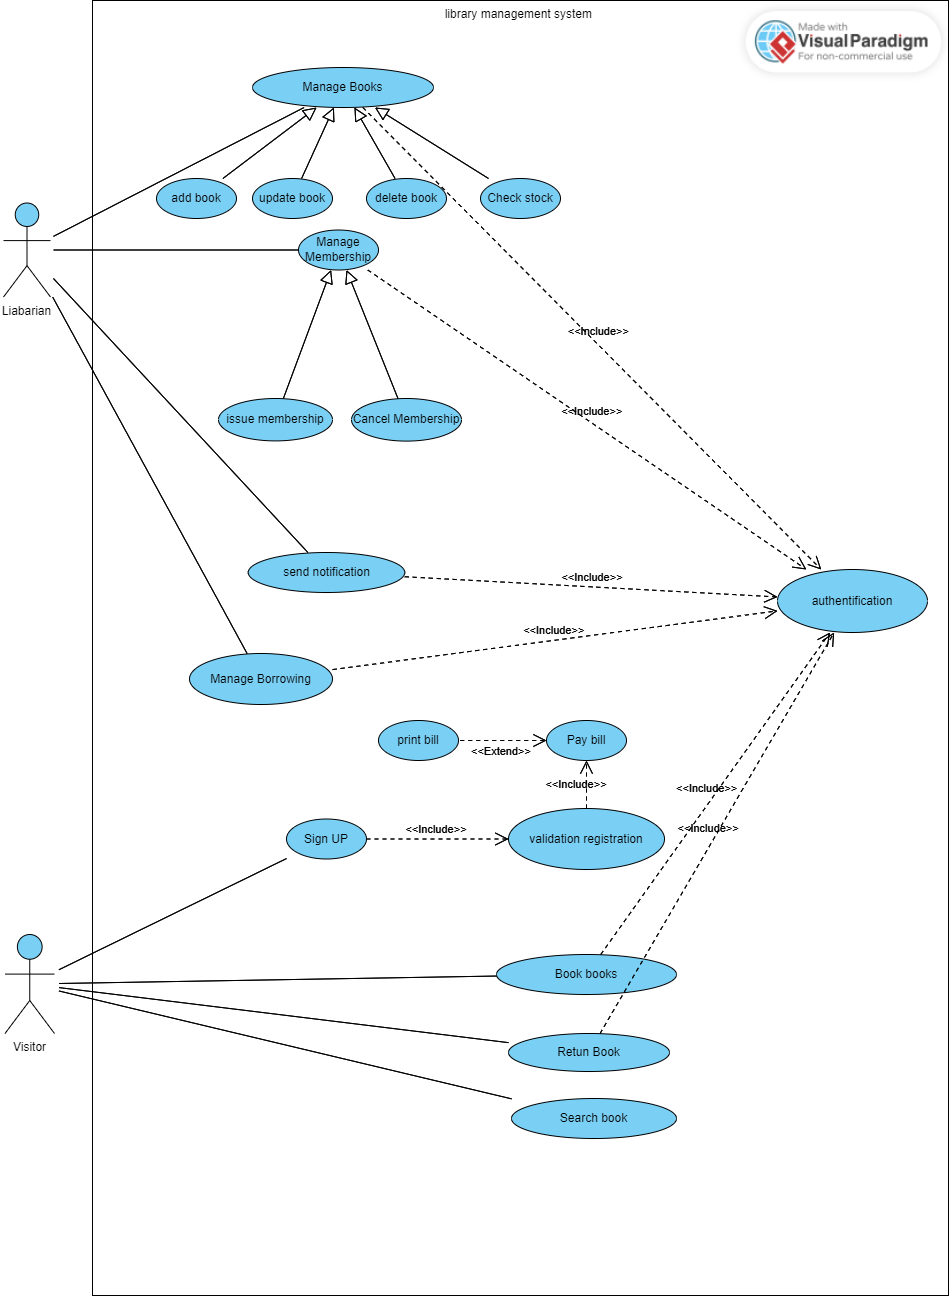 library management system
Made with
VisualParadigm
For non-commercial use
Manage Books
add book
update book
delete book
Check stock
Manage
Membership
Liabarian
<<Include>>
<<Include>>
issue membership
Cancel Membership
send notification
<<Include>>
authentification
<<Include>>
Manage Borrowing
print bill
<<Extend>>
Pay bill
<<Include>>
<<Include>>
Sign UP
<<Include>>
validation registration
<<Include>>
Book books
Visitor
Retun Book
Search book